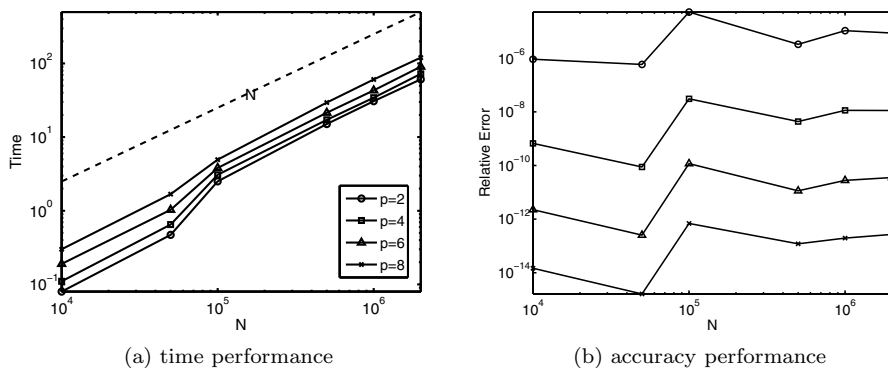 10^2
10^1
10^0
10^-1
Time
N
p=2
p=4
p=6
p=8
10^4
10^5
10^6
N
(a) time performance
10^-6
10^-8
10^-10
10^-12
10^-14
Relative Error
10^4
10^5
10^6
N
(b) accuracy performance